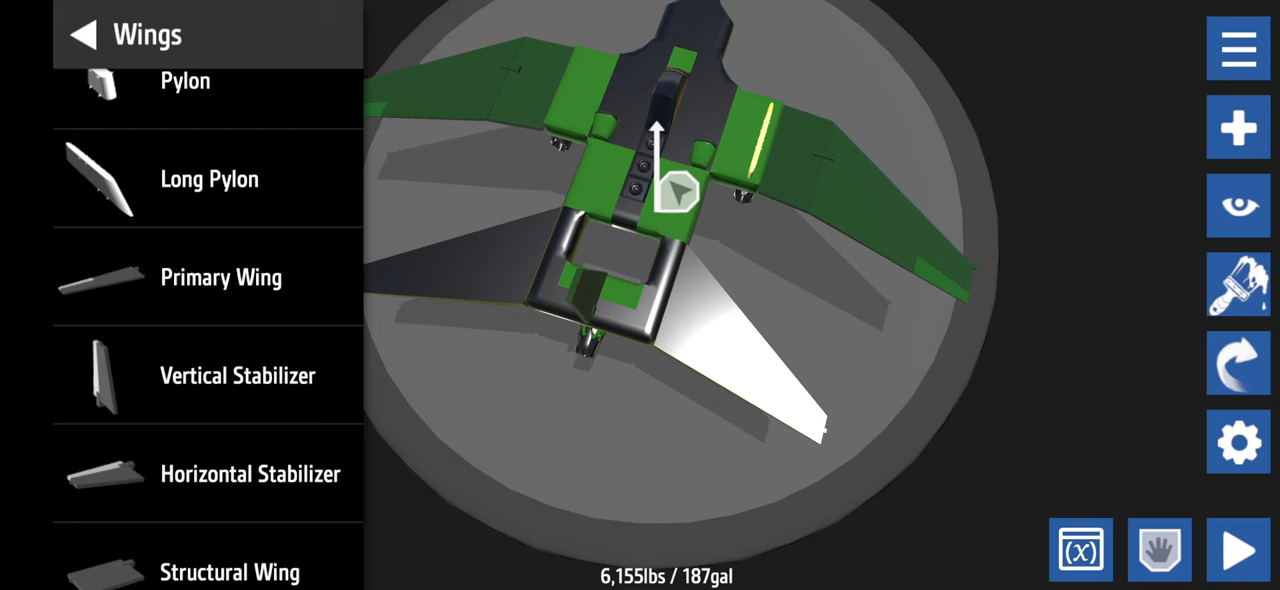 Wings
Pylon
Long Pylon
Primary Wing
Vertical Stabilizer
Horizontal Stabilizer
Structural Wing
(x)
6,155lbs / 187gal